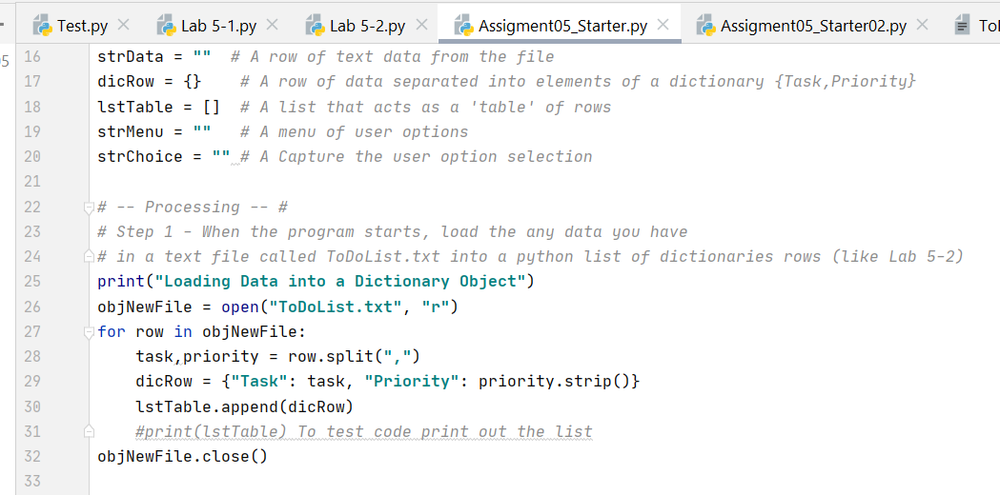 Test.py Lab 5-1.py Lab 5-2.py Assigment05_Starter.py Assigment05_Starter02.py
16 strData = "" # A row of text data from the file
17 dicRow = {} # A row of data separated into elements of a dictionary {Task,Priority}
18 lstTable = [] # A list that acts as a 'table' of rows
19 strMenu = "" # A menu of user options
20 strChoice = "" # A Capture the user option selection
21
22 # -- Processing -- #
23 # Step 1 - When the program starts, load the any data you have
24 # in a text file called ToDoList.txt into a python list of dictionaries rows (like Lab 5-2)
25 print("Loading Data into a Dictionary Object")
26 objNewFile = open("ToDoList.txt", "r")
27 for row in objNewFile:
28     task,priority = row.split(",")
29     dicRow = {"Task": task, "Priority": priority.strip()}
30     lstTable.append(dicRow)
31     #print(lstTable) To test code print out the list
32 objNewFile.close()
33